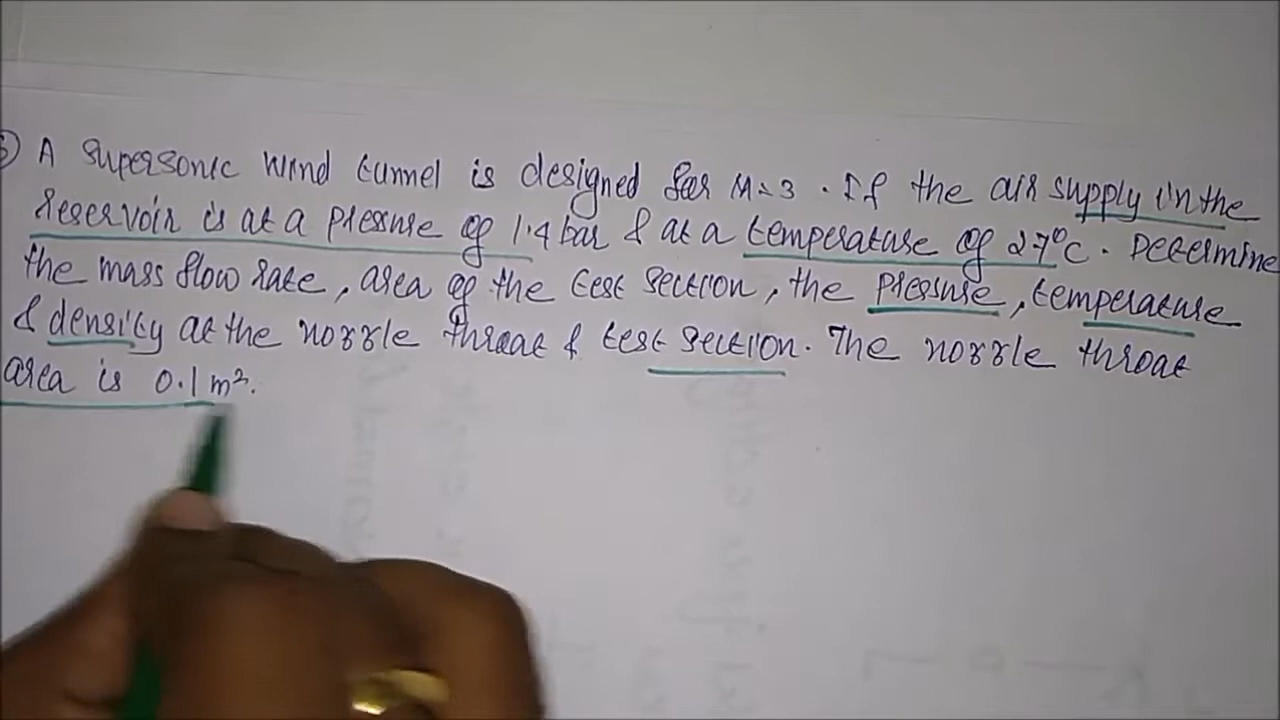 A supersonic wind tunnel is designed for M = 3. If the air supply in the
reservoir is at a pressure of 1.4 bar & at a temperature of 27°C. Determine
the mass flow rate, area of the test section, the pressure, temperature
& density at the nozzle throat & test section. The nozzle throat
area is 0.1 m².